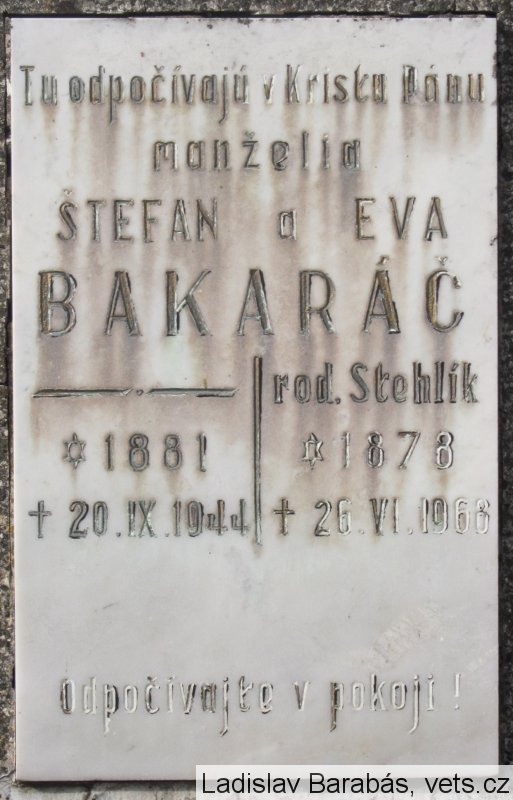 Tu odpočívajú v Kristu Pánu
manželia
ŠTEFAN a EVA
BAKARÁČ
rod. Stehlík
✡ 1881 ✡ 1878
† 20.IX.1944 † 26.VI.1968
Odpočívajte v pokoji!
Ladislav Barabás, vets.cz